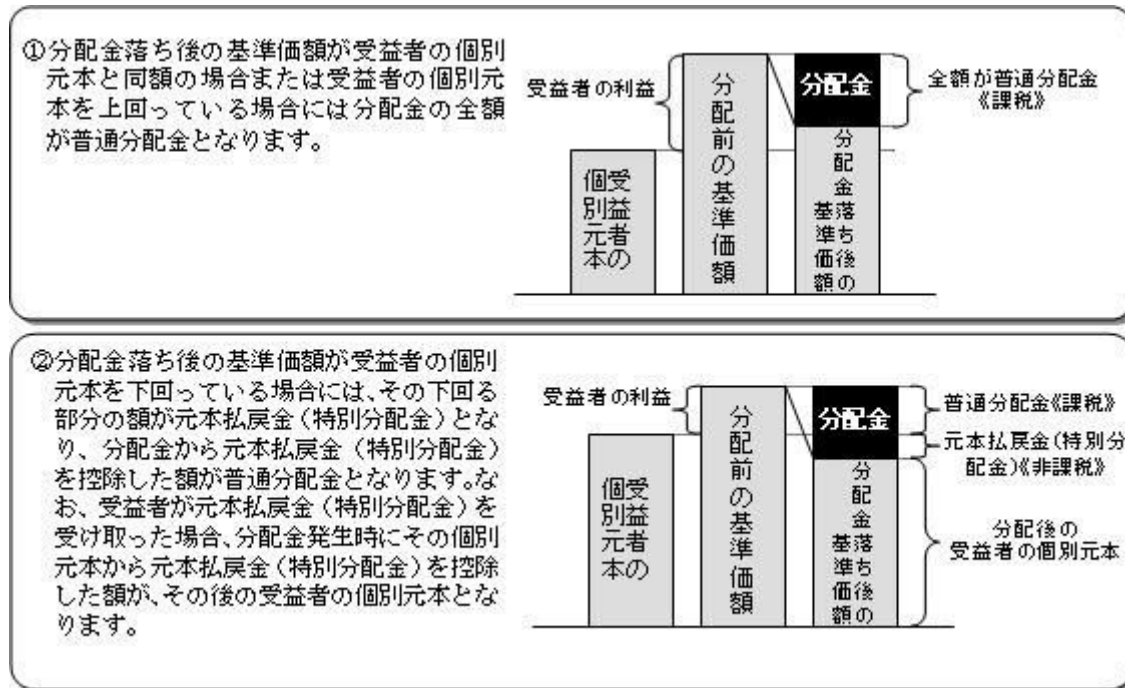 ①分配金落ち後の基準価額が受益者の個別
元本と同額の場合または受益者の個別元
本を上回っている場合には分配金の全額
が普通分配金となります。
受益者の利益
受益者の
個別元本
分配前の基準価額
分配金
分配金落ち後の
基準価額
全額が普通分配金
《課税》
②分配金落ち後の基準価額が受益者の個別
元本を下回っている場合には、その下回る
部分の額が元本払戻金(特別分配金)とな
り、分配金から元本払戻金(特別分配金)
を控除した額が普通分配金となります。な
お、受益者が元本払戻金(特別分配金)を
受け取った場合、分配金発生時にその個別
元本から元本払戻金(特別分配金)を控除
した額が、その後の受益者の個別元本とな
ります。
受益者の利益
受益者の
個別元本
分配前の基準価額
分配金
分配金落ち後の
基準価額
普通分配金《課税》
元本払戻金(特別分
配金)《非課税》
分配後の
受益者の個別元本